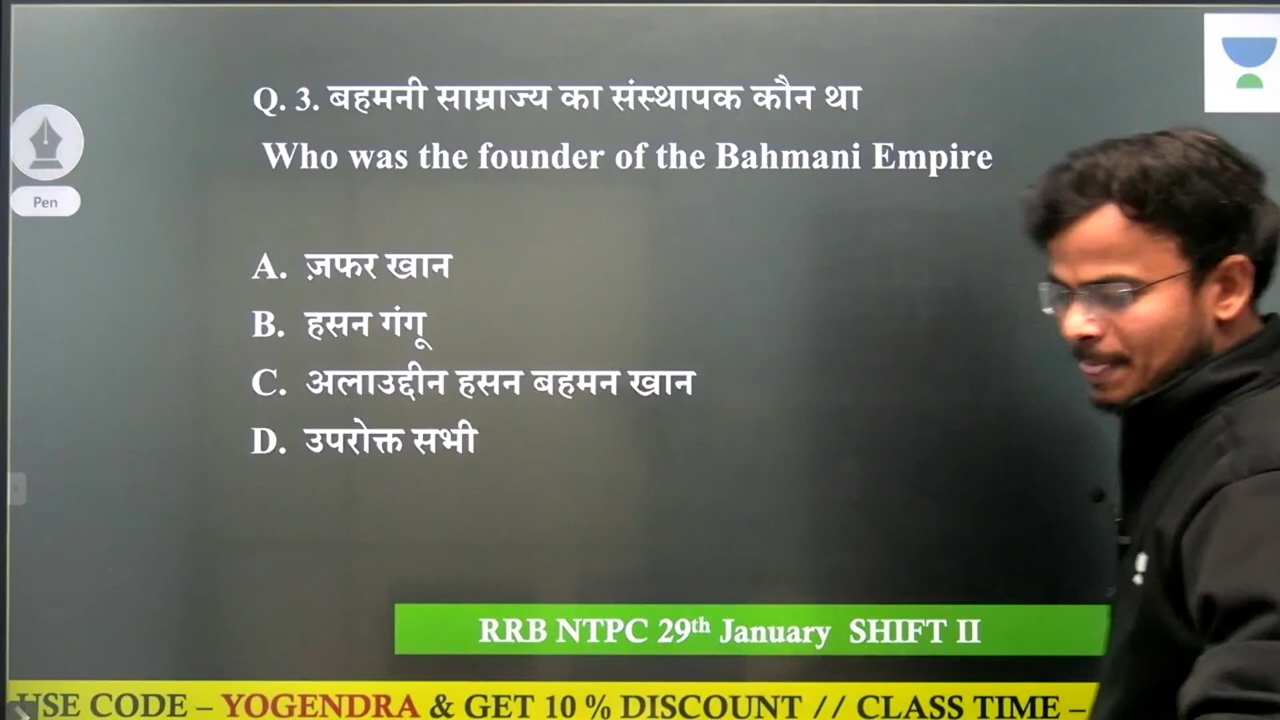 Q. 3. बहमनी साम्राज्य का संस्थापक कौन था
Who was the founder of the Bahmani Empire
Pen
A. ज़फर खान
B. हसन गंगू
C. अलाउद्दीन हसन बहमन खान
D. उपरोक्त सभी
RRB NTPC 29th January SHIFT II
USE CODE – YOGENDRA & GET 10 % DISCOUNT // CLASS TIME –